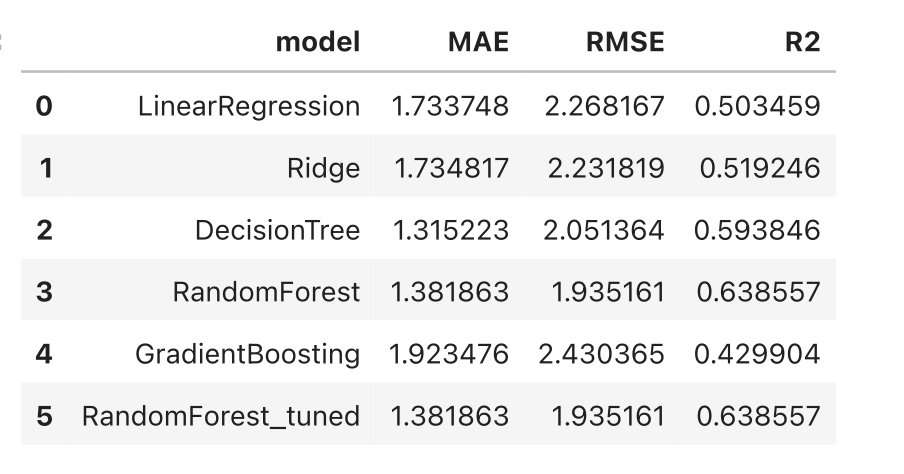 model MAE RMSE R2
0 LinearRegression 1.733748 2.268167 0.503459
1 Ridge 1.734817 2.231819 0.519246
2 DecisionTree 1.315223 2.051364 0.593846
3 RandomForest 1.381863 1.935161 0.638557
4 GradientBoosting 1.923476 2.430365 0.429904
5 RandomForest_tuned 1.381863 1.935161 0.638557